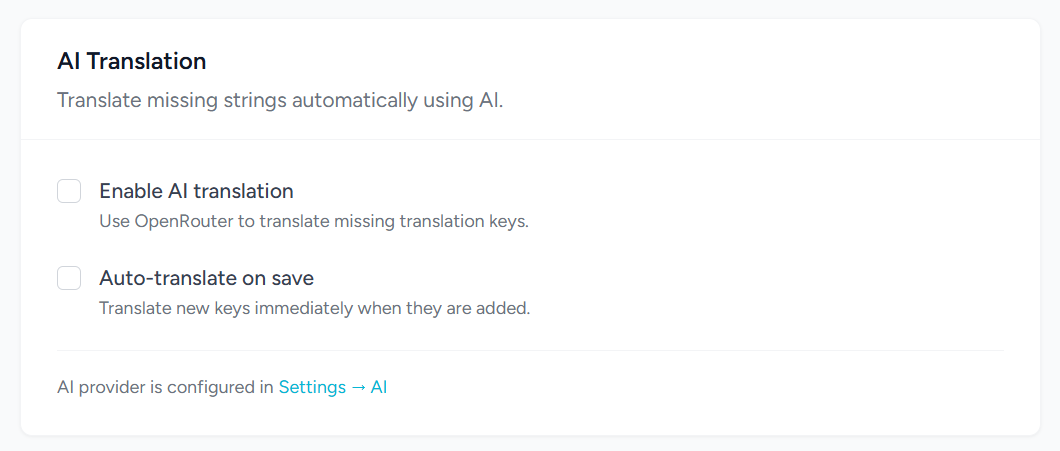 AI Translation
Translate missing strings automatically using AI.
Enable AI translation
Use OpenRouter to translate missing translation keys.
Auto-translate on save
Translate new keys immediately when they are added.
AI provider is configured in Settings → AI